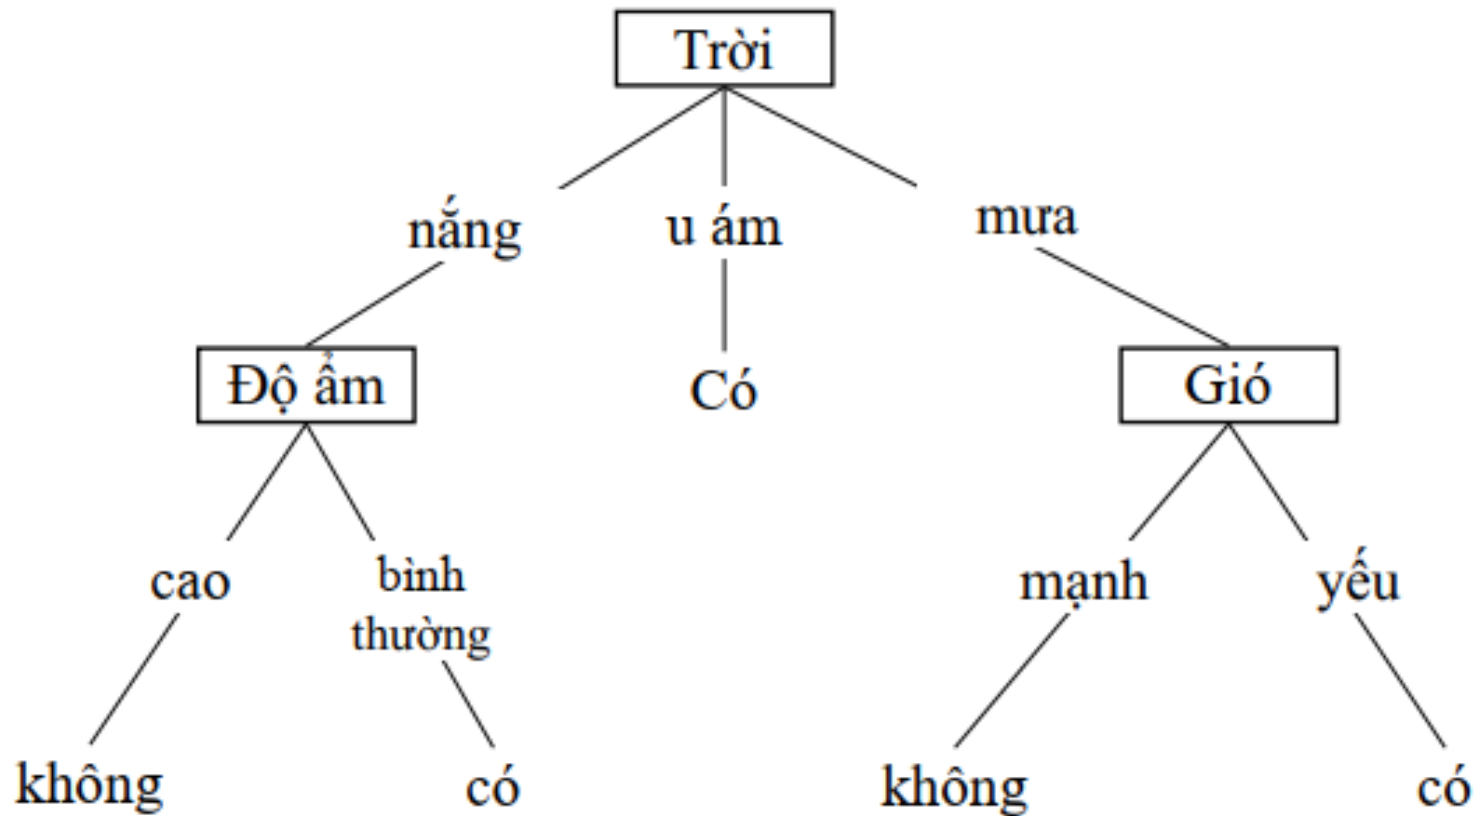 Trời
nắng
u ám
mưa
Độ ẩm
Có
Gió
cao
bình
thường
mạnh
yếu
không
có
không
có